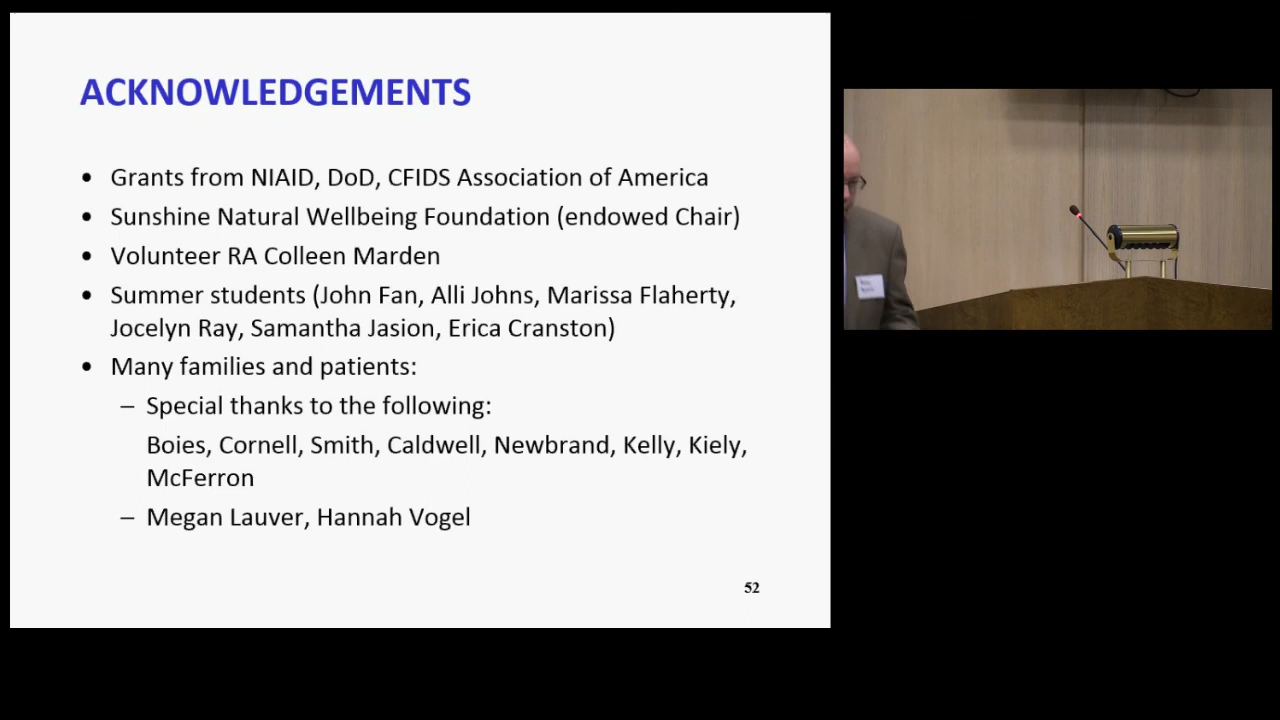 ACKNOWLEDGEMENTS
• Grants from NIAID, DoD, CFIDS Association of America
• Sunshine Natural Wellbeing Foundation (endowed Chair)
• Volunteer RA Colleen Marden
• Summer students (John Fan, Alli Johns, Marissa Flaherty,
Jocelyn Ray, Samantha Jasion, Erica Cranston)
• Many families and patients:
– Special thanks to the following:
Boies, Cornell, Smith, Caldwell, Newbrand, Kelly, Kiely,
McFerron
– Megan Lauver, Hannah Vogel
52